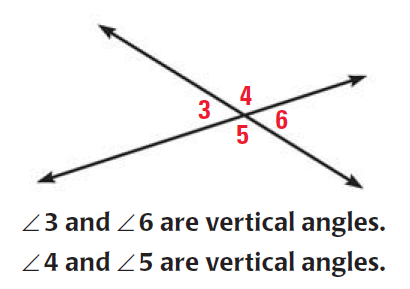 4
3
6
5
∠3 and ∠6 are vertical angles.
∠4 and ∠5 are vertical angles.